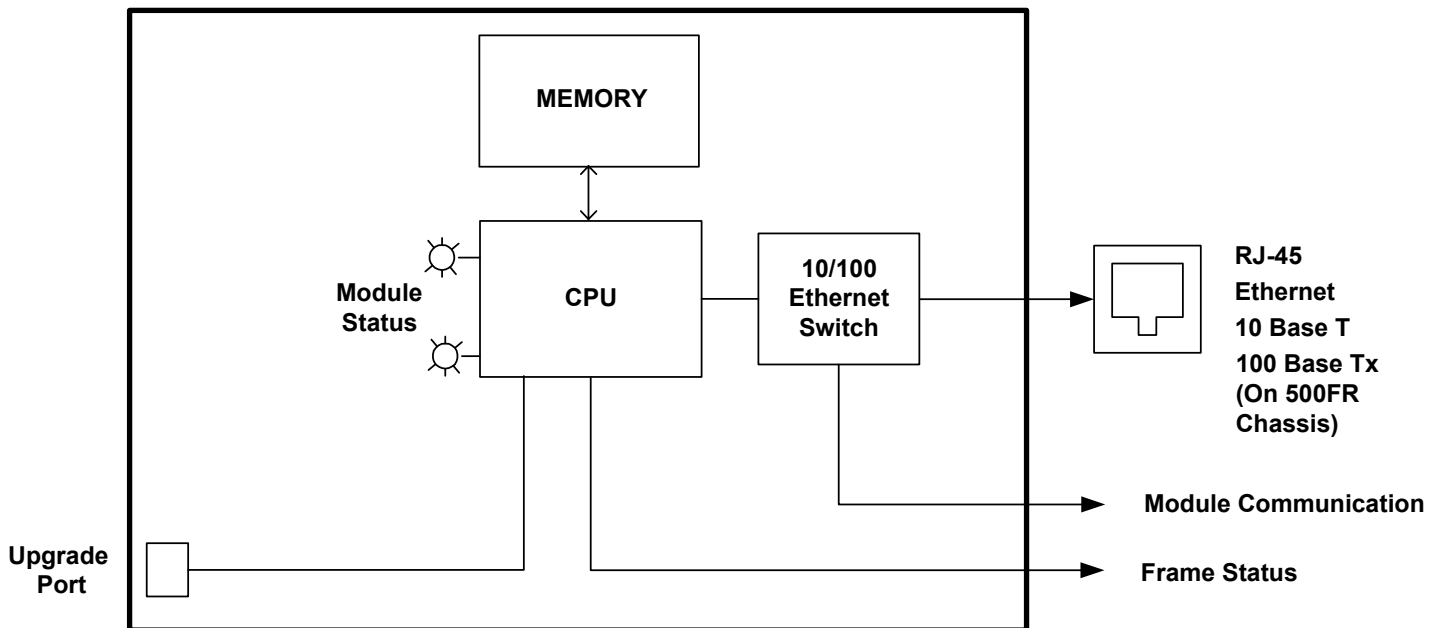 MEMORY
Module
Status
CPU
10/100
Ethernet
Switch
RJ-45
Ethernet
10 Base T
100 Base Tx
(On 500FR
Chassis)
Module Communication
Upgrade
Port
Frame Status